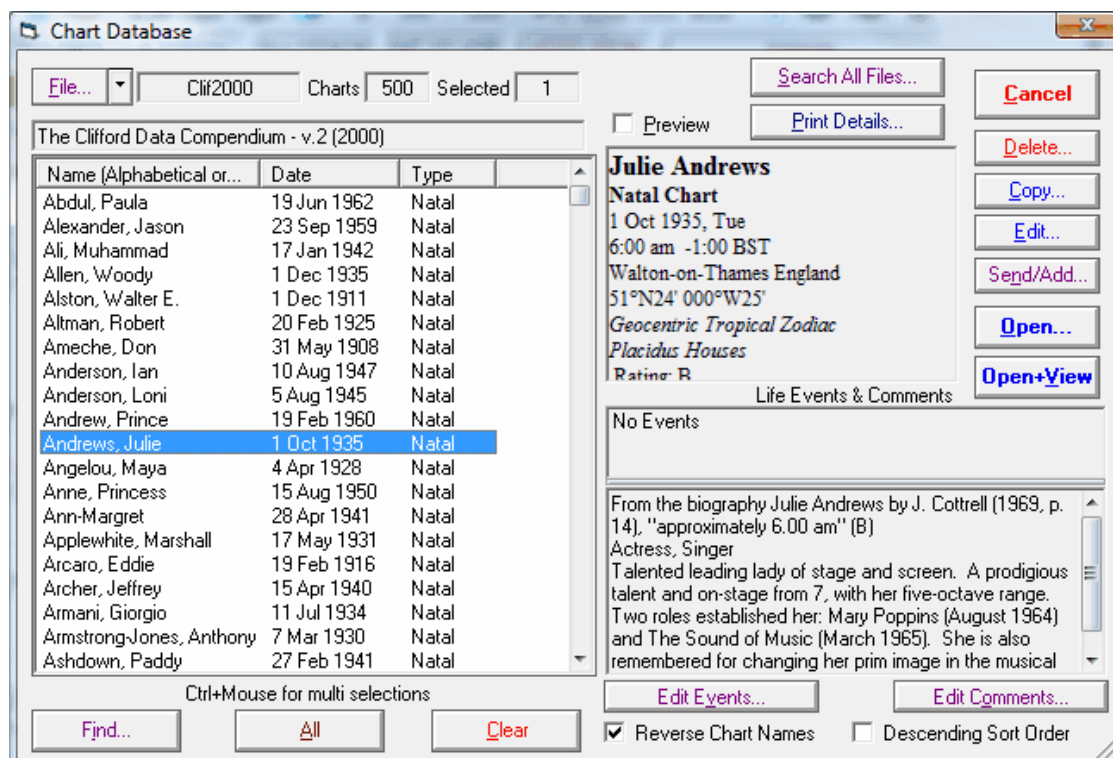 Chart Database
File... Clif2000 Charts 500 Selected 1
Search All Files...
Cancel
Preview
Print Details...
The Clifford Data Compendium - v.2 (2000)
Delete...
Copy...
Edit...
Send/Add...
Open...
Open+View
Name (Alphabetical or... Date Type
Abdul, Paula 19 Jun 1962 Natal
Alexander, Jason 23 Sep 1959 Natal
Ali, Muhammad 17 Jan 1942 Natal
Allen, Woody 1 Dec 1935 Natal
Alston, Walter E. 1 Dec 1911 Natal
Altman, Robert 20 Feb 1925 Natal
Ameche, Don 31 May 1908 Natal
Anderson, Ian 10 Aug 1947 Natal
Anderson, Loni 5 Aug 1945 Natal
Andrew, Prince 19 Feb 1960 Natal
Andrews, Julie 1 Oct 1935 Natal
Angelou, Maya 4 Apr 1928 Natal
Anne, Princess 15 Aug 1950 Natal
Ann-Margret 28 Apr 1941 Natal
Applewhite, Marshall 17 May 1931 Natal
Arcaro, Eddie 19 Feb 1916 Natal
Archer, Jeffrey 15 Apr 1940 Natal
Armani, Giorgio 11 Jul 1934 Natal
Armstrong-Jones, Anthony 7 Mar 1930 Natal
Ashdown, Paddy 27 Feb 1941 Natal
Julie Andrews
Natal Chart
1 Oct 1935, Tue
6:00 am -1:00 BST
Walton-on-Thames England
51°N24' 000°W25'
Geocentric Tropical Zodiac
Placidus Houses
Rating: B
Life Events & Comments
No Events
From the biography Julie Andrews by J. Cottrell (1969, p.
14), "approximately 6.00 am" (B)
Actress, Singer
Talented leading lady of stage and screen. A prodigious
talent and on-stage from 7, with her five-octave range.
Two roles established her: Mary Poppins (August 1964)
and The Sound of Music (March 1965). She is also
remembered for changing her prim image in the musical
Ctrl+Mouse for multi selections
Edit Events...
Edit Comments...
Find...
All
Clear
Reverse Chart Names
Descending Sort Order